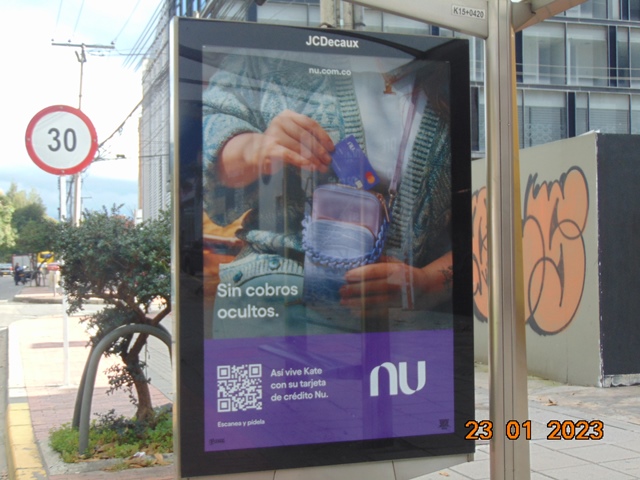 K15+0420
JCDecaux
nu.com.co
30
Sin cobros
ocultos.
Así vive Kate
con su tarjeta
de crédito Nu.
nu
Escanea y pídela
23 01 2023